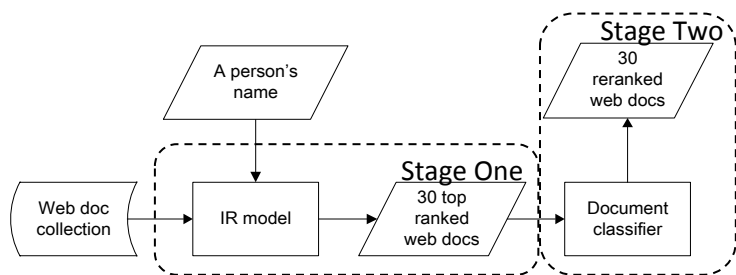 Stage Two
30
reranked
web docs
A person's
name
Stage One
Web doc
collection
IR model
30 top
ranked
web docs
Document
classifier